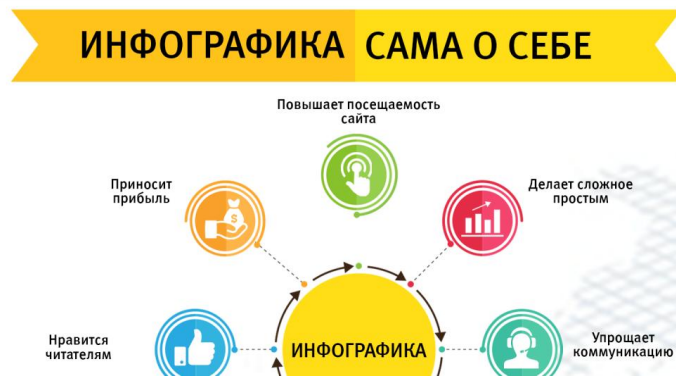 ИНФОГРАФИКА САМА О СЕБЕ
Повышает посещаемость
сайта
Приносит
прибыль
$
Делает сложное
простым
Нравится
читателям
ИНФОГРАФИКА
Упрощает
коммуникацию